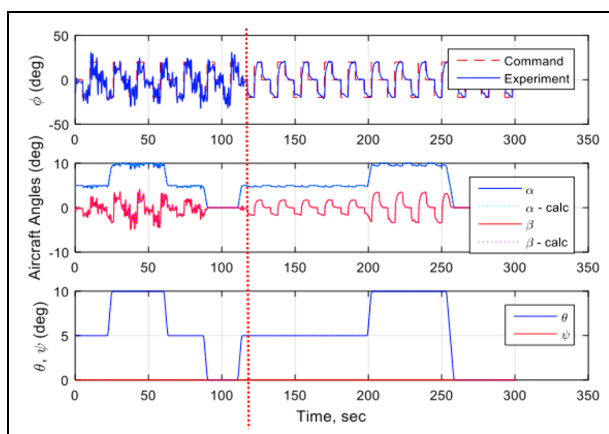 50
0
-50
0 50 100 150 200 250 300 350
ϕ (deg)
Command
Experiment
10
0
-10
0 50 100 150 200 250 300 350
Aircraft Angles (deg)
α
α - calc
β
β - calc
10
5
0
0 50 100 150 200 250 300 350
θ, ψ (deg)
θ
ψ
Time, sec